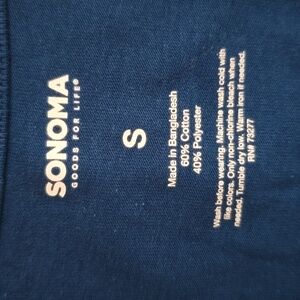 SONOMA
GOODS FOR LIFE®
S
Made in Bangladesh
60% Cotton
40% Polyester
Wash before wearing. Machine wash cold with
like colors. Only non-chlorine bleach when
needed. Tumble dry low. Warm iron if needed.
RN# 73277